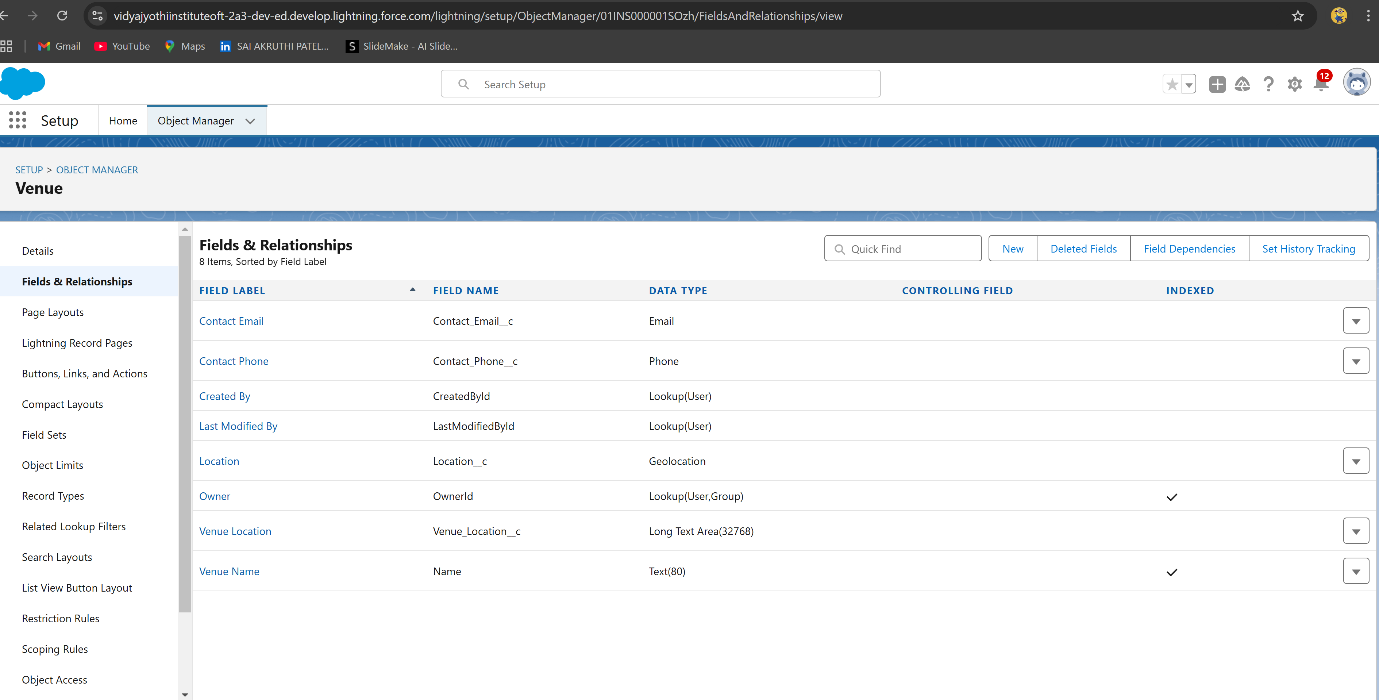 vidyajyothiinstituteoft-2a3-dev-ed.develop.lightning.force.com/lightning/setup/ObjectManager/01INS000001SOzh/FieldsAndRelationships/view
Gmail YouTube Maps in SAI AKRUTHI PATEL... S SlideMake - AI Slide...
Search Setup
12
Setup Home Object Manager
SETUP > OBJECT MANAGER
Venue
Details
Fields & Relationships
Page Layouts
Lightning Record Pages
Buttons, Links, and Actions
Compact Layouts
Field Sets
Object Limits
Record Types
Related Lookup Filters
Search Layouts
List View Button Layout
Restriction Rules
Scoping Rules
Object Access
Fields & Relationships
8 Items, Sorted by Field Label
Quick Find New Deleted Fields Field Dependencies Set History Tracking
FIELD LABEL FIELD NAME DATA TYPE CONTROLLING FIELD INDEXED
Contact Email Contact_Email__c Email
Contact Phone Contact_Phone__c Phone
Created By CreatedById Lookup(User)
Last Modified By LastModifiedById Lookup(User)
Location Location__c Geolocation
Owner OwnerId Lookup(User,Group)
Venue Location Venue_Location__c Long Text Area(32768)
Venue Name Name Text(80)